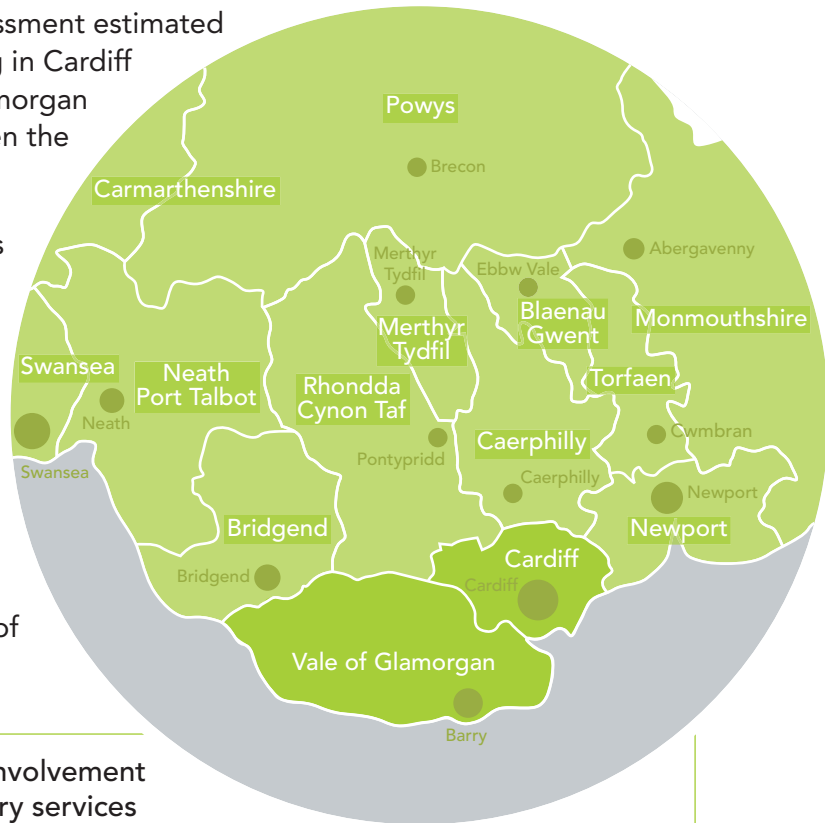 ssment estimated
in Cardiff
morgan
en the
s
of
nvolvement
ry services
Powys
Brecon
Carmarthenshire
Merthyr
Tydfil
Ebbw Vale
Abergavenny
Blaenau
Gwent
Monmouthshire
Merthyr
Tydfil
Swansea
Neath
Port Talbot
Rhondda
Cynon Taf
Torfaen
Neath
Swansea
Pontypridd
Caerphilly
Cwmbran
Caerphilly
Newport
Newport
Bridgend
Bridgend
Cardiff
Cardiff
Vale of Glamorgan
Barry